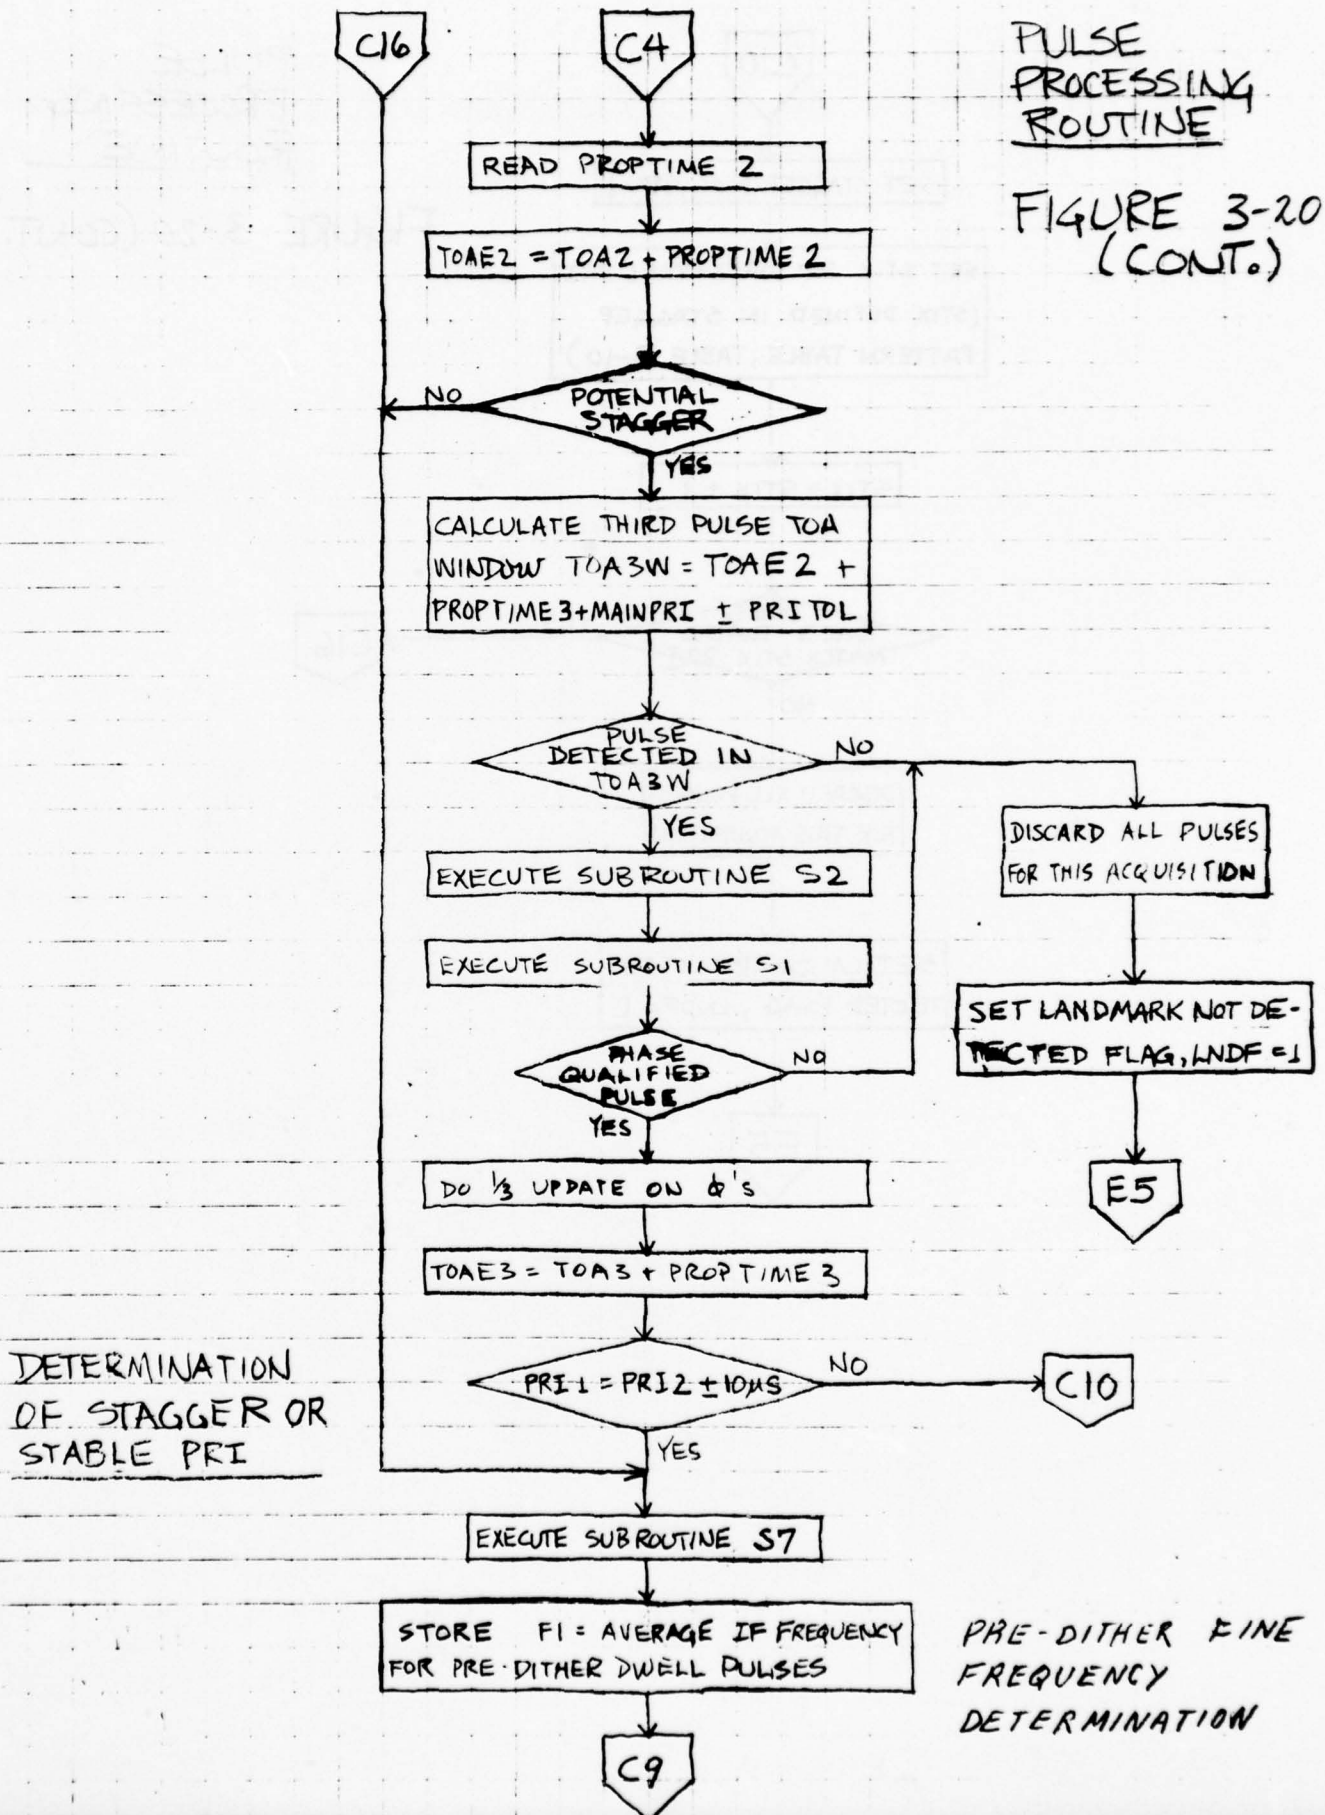 C16
C4
PULSE
PROCESSING
ROUTINE
FIGURE 3-20
(CONT.)
READ PROPTIME 2
TOAE2 = TOA2 + PROPTIME 2
NO
POTENTIAL
STAGGER
YES
CALCULATE THIRD PULSE TOA
WINDOW TOA3W = TOAE2 +
PROPTIME3+MAINPRI ± PRITOL
PULSE
DETECTED IN
TOA3W
NO
YES
DISCARD ALL PULSES
FOR THIS ACQUISITION
EXECUTE SUBROUTINE S2
EXECUTE SUBROUTINE S1
SET LANDMARK NOT DE-
TECTED FLAG, LNDF = 1
PHASE
QUALIFIED
PULSE
NO
YES
E5
DO 1/3 UPDATE ON Φ'S
TOAE3 = TOA3 + PROPTIME 3
DETERMINATION
OF STAGGER OR
STABLE PRI
PRI1 = PRI2 ± 10μS
NO
C10
YES
EXECUTE SUBROUTINE S7
STORE F1 = AVERAGE IF FREQUENCY
FOR PRE-DITHER DWELL PULSES
PRE-DITHER FINE
FREQUENCY
DETERMINATION
C9